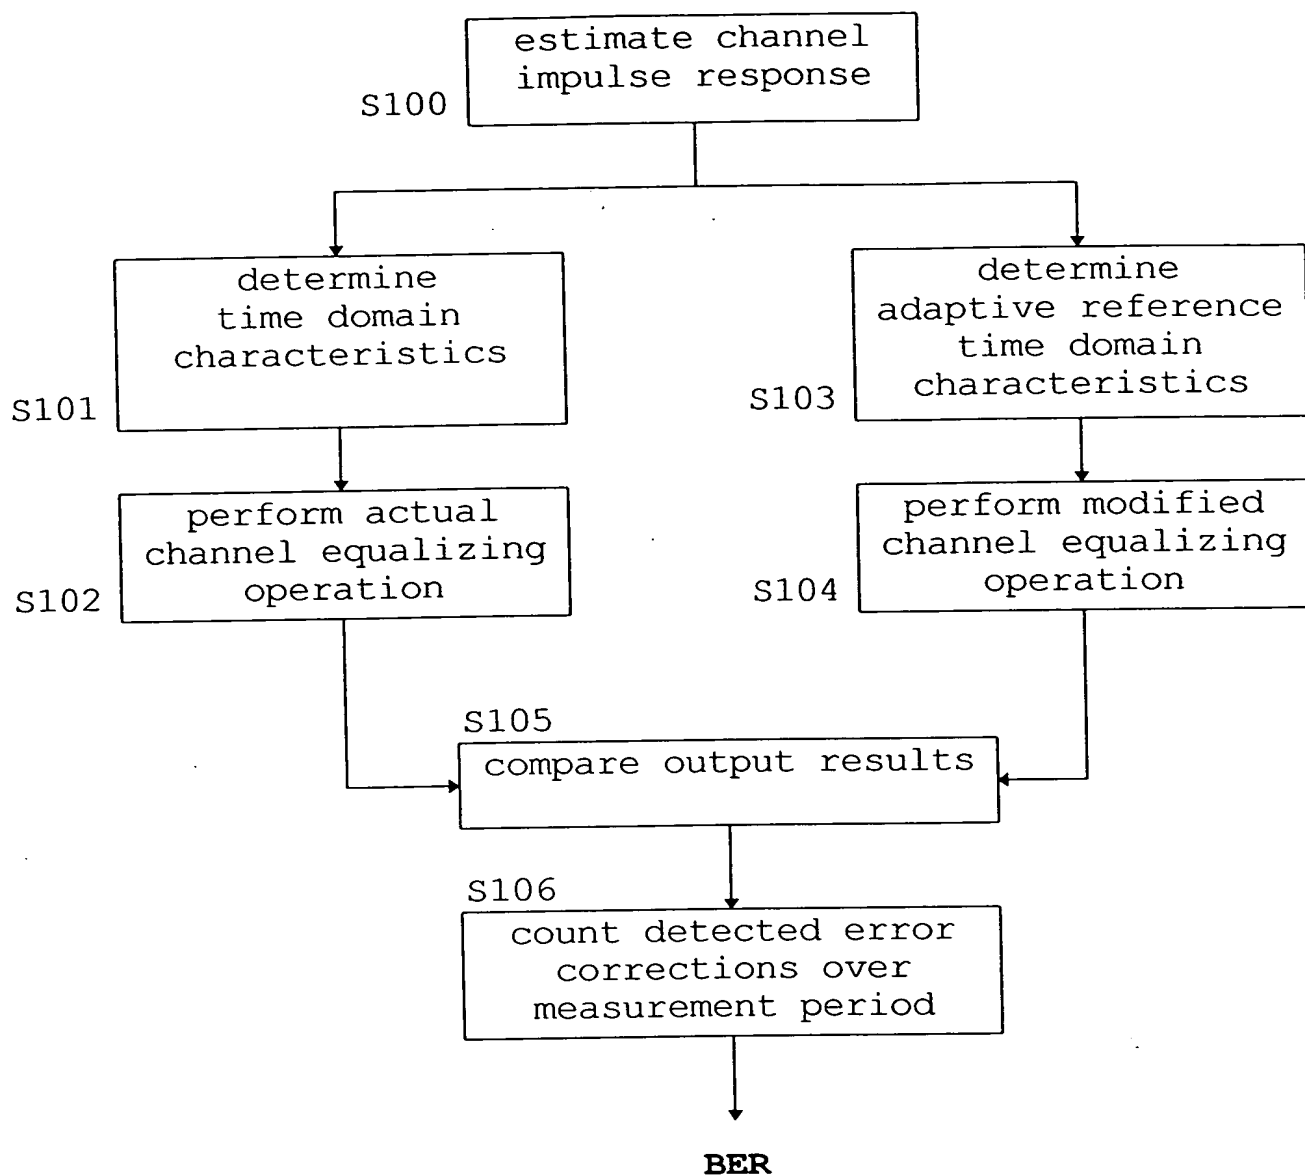 estimate channel
impulse response
S100
determine
time domain
characteristics
S101
determine
adaptive reference
time domain
characteristics
S103
perform actual
channel equalizing
operation
S102
perform modified
channel equalizing
operation
S104
S105
compare output results
S106
count detected error
corrections over
measurement period
BER